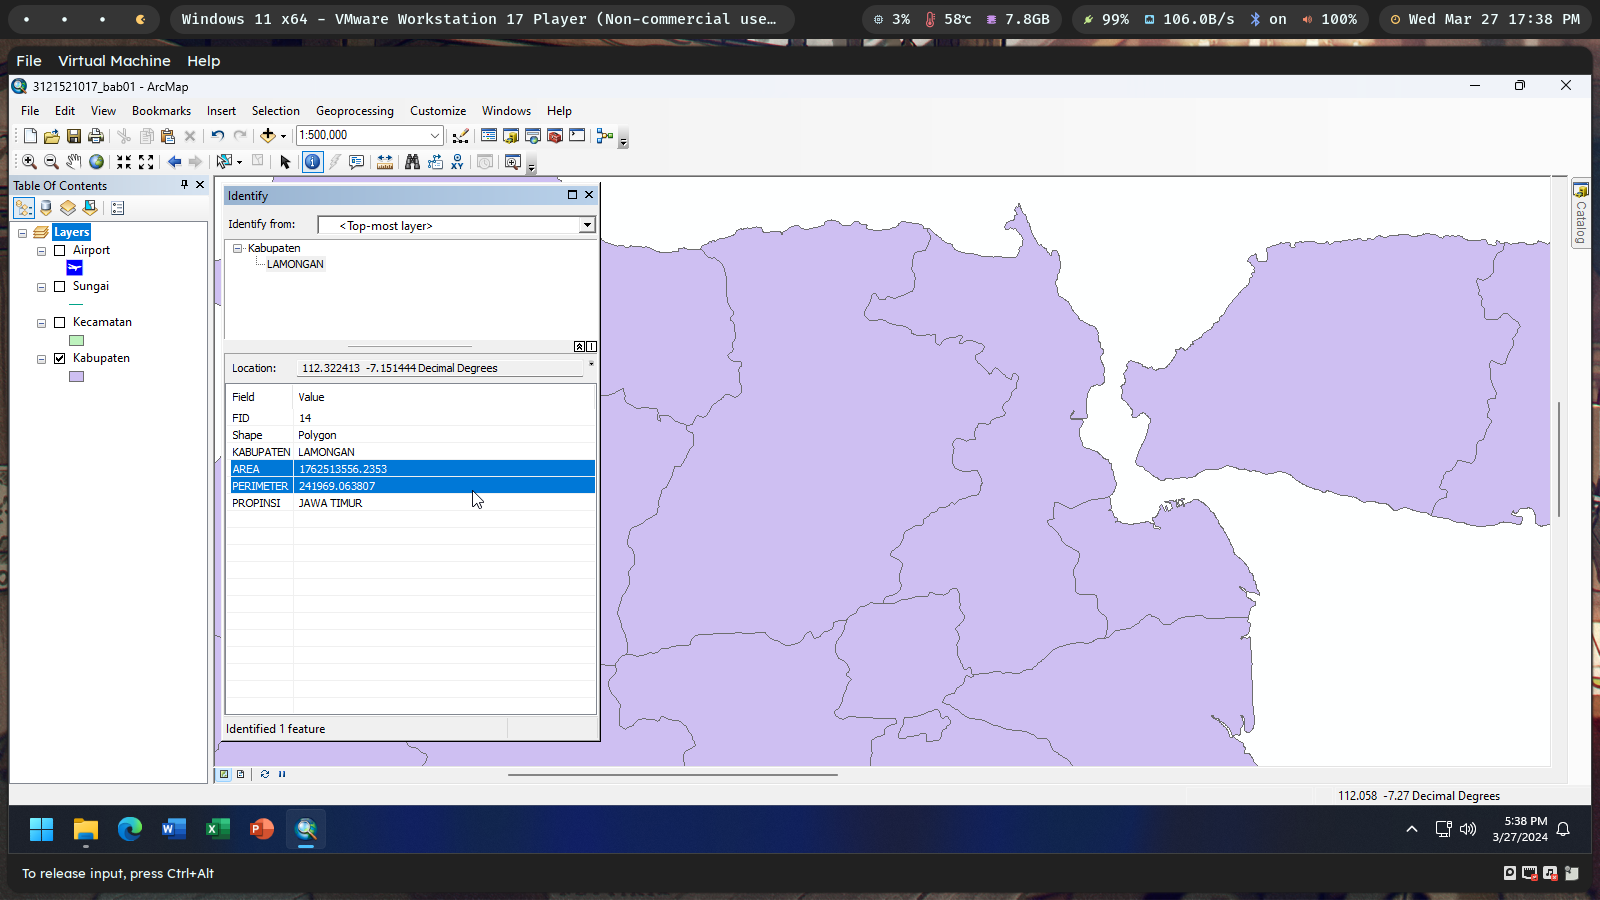 Windows 11 x64 - VMware Workstation 17 Player (Non-commercial use…
3%
58℃
7.8GB
99%
106.0B/s
on
100%
Wed Mar 27 17:38 PM
File Virtual Machine Help
3121521017_bab01 - ArcMap
File Edit View Bookmarks Insert Selection Geoprocessing Customize Windows Help
1:500,000
XY
Table Of Contents
Layers
Airport
Sungai
Kecamatan
Kabupaten
Identify
Identify from: <Top-most layer>
Kabupaten
LAMONGAN
Location: 112.322413 -7.151444 Decimal Degrees
Field Value
FID 14
Shape Polygon
KABUPATEN LAMONGAN
AREA 1762513556.2353
PERIMETER 241969.063807
PROPINSI JAWA TIMUR
Identified 1 feature
Catalog
112.058 -7.27 Decimal Degrees
5:38 PM
3/27/2024
To release input, press Ctrl+Alt